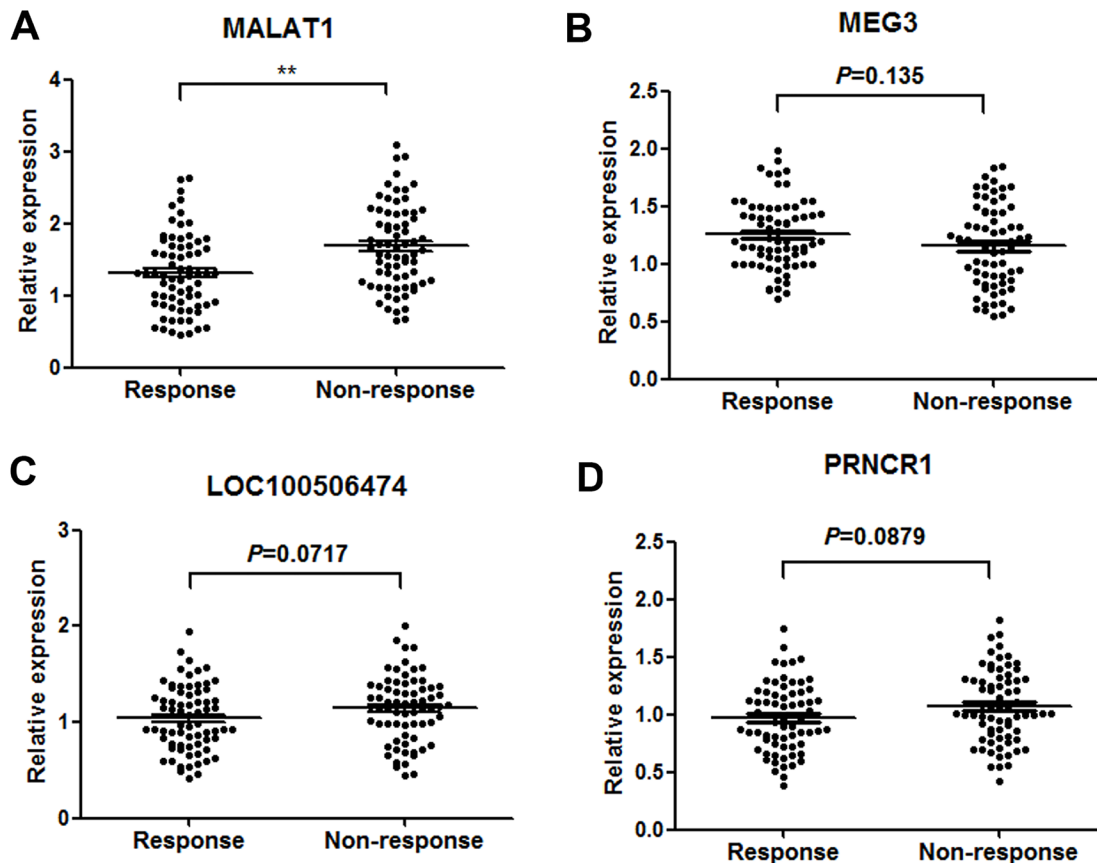 A
MALAT1
**
Relative expression
4
3
2
1
0
Response Non-response
B
MEG3
P=0.135
Relative expression
2.5
2.0
1.5
1.0
0.5
0.0
Response Non-response
C
LOC100506474
P=0.0717
Relative expression
3
2
1
0
Response Non-response
D
PRNCR1
P=0.0879
Relative expression
2.5
2.0
1.5
1.0
0.5
0.0
Response Non-response